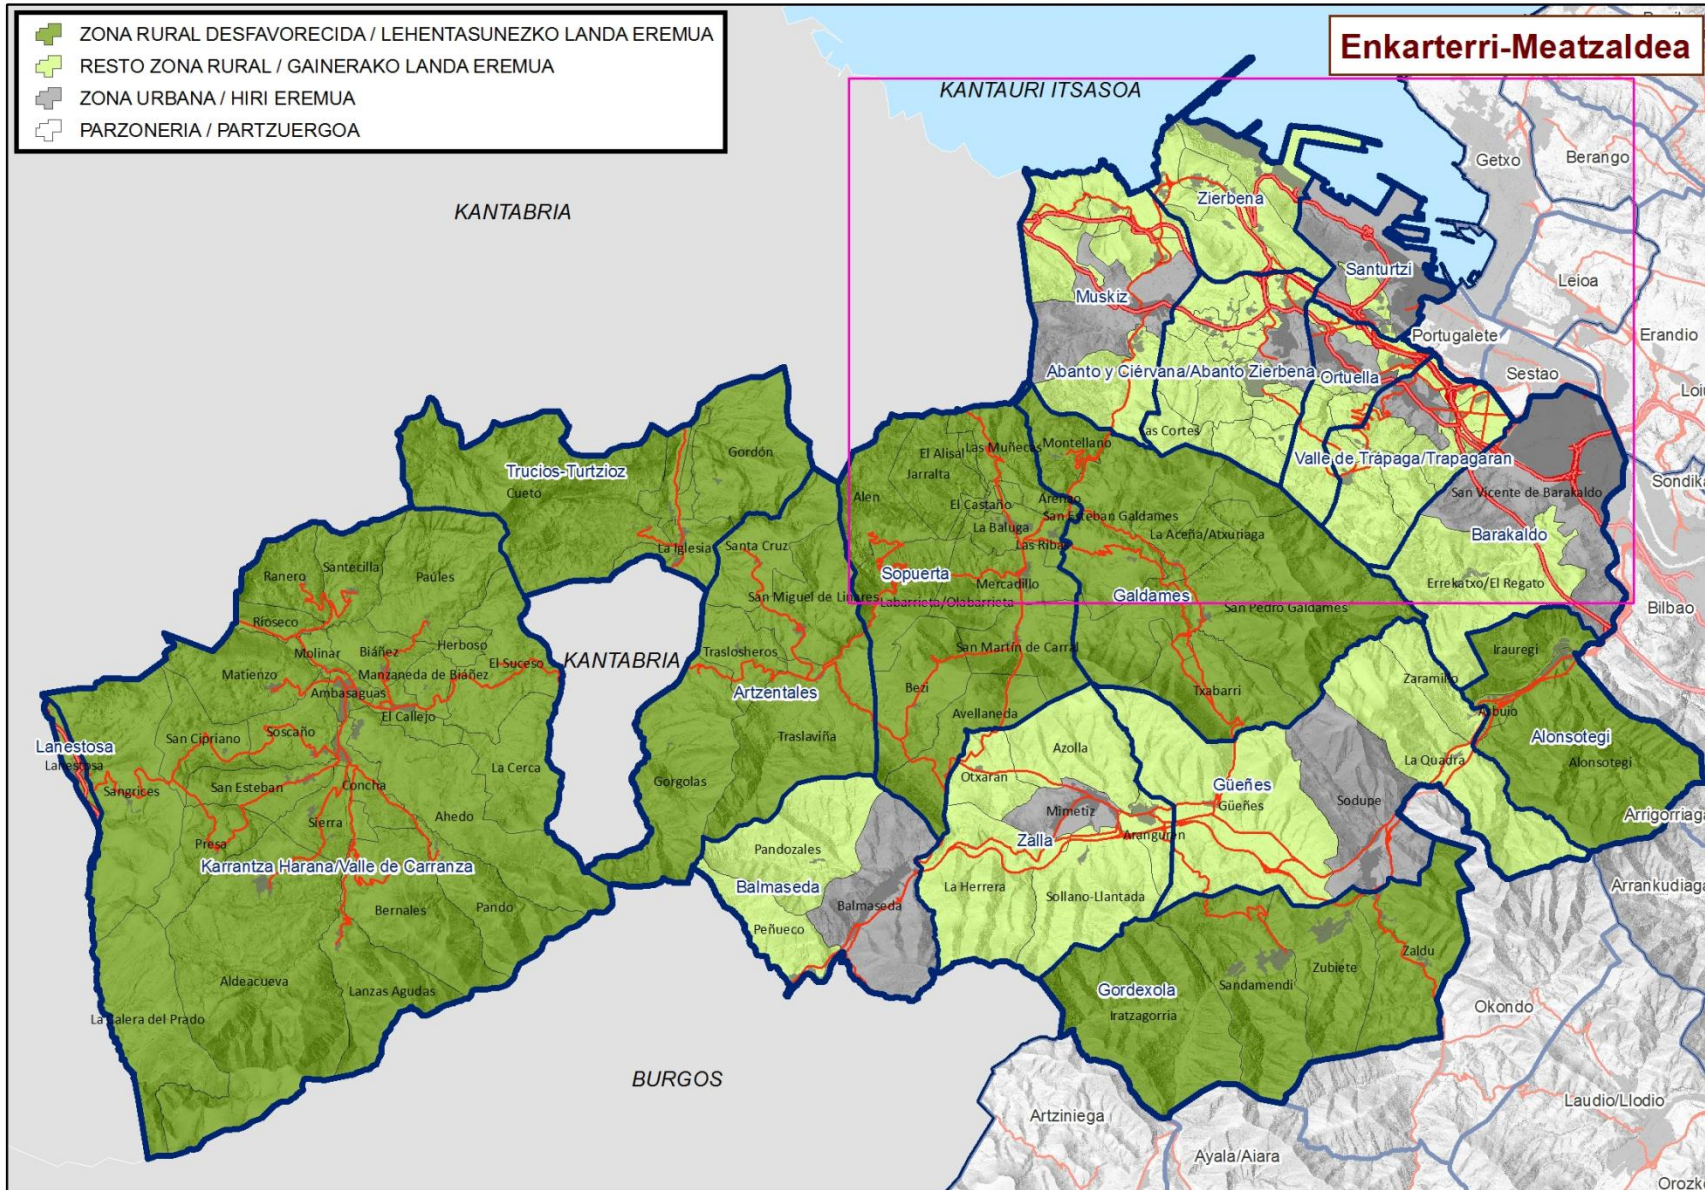 ZONA RURAL DESFAVORECIDA / LEHENTASUNEZKO LANDA EREMUA
RESTO ZONA RURAL / GAINERAKO LANDA EREMUA
ZONA URBANA / HIRI EREMUA
PARZONERIA / PARTZUERGOA
Enkarterri-Meatzaldea
KANTAURI ITSASOA
Getxo
Berango
KANTABRIA
Zierbena
Santurtzi
Leioa
Muskiz
Portugalete
Erandio
Abanto y Ciérvana/Abanto Zierbena
Ortuella
Sestao
Las Cortes
Valle de Trápaga/Trapagaran
San Vicente de Barakaldo
Barakaldo
Errekatxo/El Regato
Bilbao
Trucios-Turtzioz
Cueto
Gordón
La Iglesia
El Alisal
Las Muñecas
Montellano
Jarralta
Alen
El Castaño
Arenao
La Baluga
San Esteban Galdames
La Aceña/Atxuriaga
Las Ribas
Santa Cruz
Sopuerta
Mercadillo
San Miguel de Linares
Labarrieta/Olabarrieta
Galdames
San Pedro Galdames
Ranero
Santecilla
Paúles
Rioseco
Molinar
Biáñez
Herboso
Matienzo
Manzaneda de Biáñez
El Suceso
Ambasaguas
El Callejo
KANTABRIA
Traslosheros
Artzentales
San Martín de Carral
Bezi
Txabarri
Avellaneda
Traslaviña
Irauregi
Zaramillo
Arbuio
Alonsotegi
Alonsotegi
La Quadra
Lanestosa
Lanestosa
San Cipriano
Soscaño
Sangrices
San Esteban
Concha
La Cerca
Gorgolas
Azolla
Otxaran
Güeñes
Güeñes
Sodupe
Mimetiz
Zalla
Aranguren
Sierra
Ahedo
Presa
Karrantza Harana/Valle de Carranza
Pandozales
Balmaseda
La Herrera
Sollano-Llantada
Balmaseda
Bernales
Pando
Peñueco
Aldeacueva
Lanzas Agudas
Gordexola
Iratzagorria
Sandamendi
Zubiete
Zaldu
Okondo
BURGOS
Artziniega
Laudio/Llodio
Ayala/Aiara